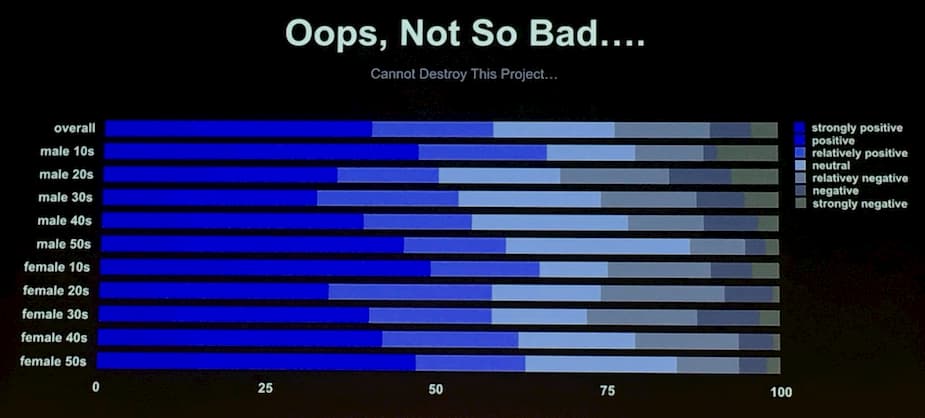 Oops, Not So Bad….
Cannot Destroy This Project…
overall
male 10s
male 20s
male 30s
male 40s
male 50s
female 10s
female 20s
female 30s
female 40s
female 50s
0 25 50 75 100
strongly positive
positive
relatively positive
neutral
relativey negative
negative
strongly negative